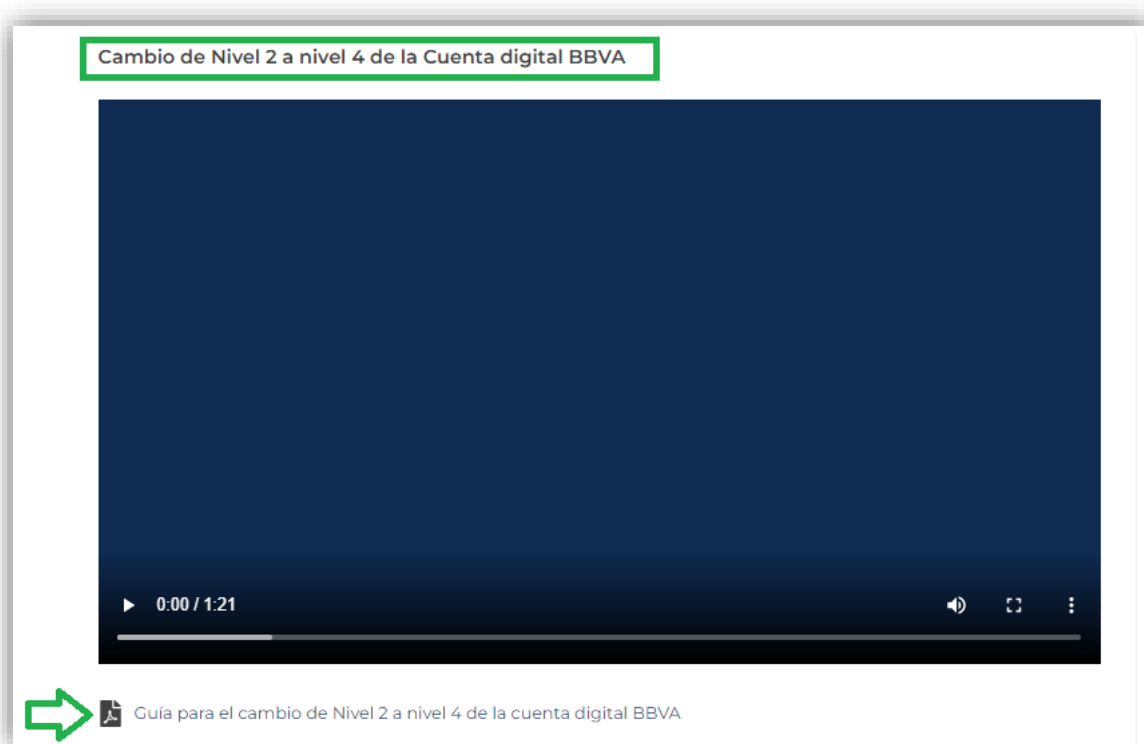 Cambio de Nivel 2 a nivel 4 de la Cuenta digital BBVA
0:00 / 1:21
Guía para el cambio de Nivel 2 a nivel 4 de la cuenta digital BBVA